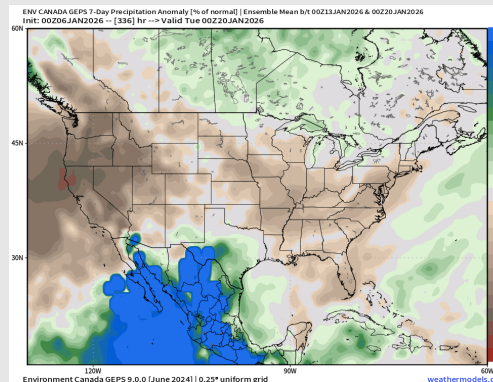 ENV CANADA GEPS 7-Day Precipitation Anomaly [% of normal] | Ensemble Mean b/t 00Z13JAN2026 & 00Z20JAN2026
Init: 00Z06JAN2026 -- [336] hr --> Valid Tue 00Z20JAN2026
60N
45N
30N
120W
90W
60W
Environment Canada GEPS 9.0.0 [June 2024] | 0.25° uniform grid
weathermodels.c